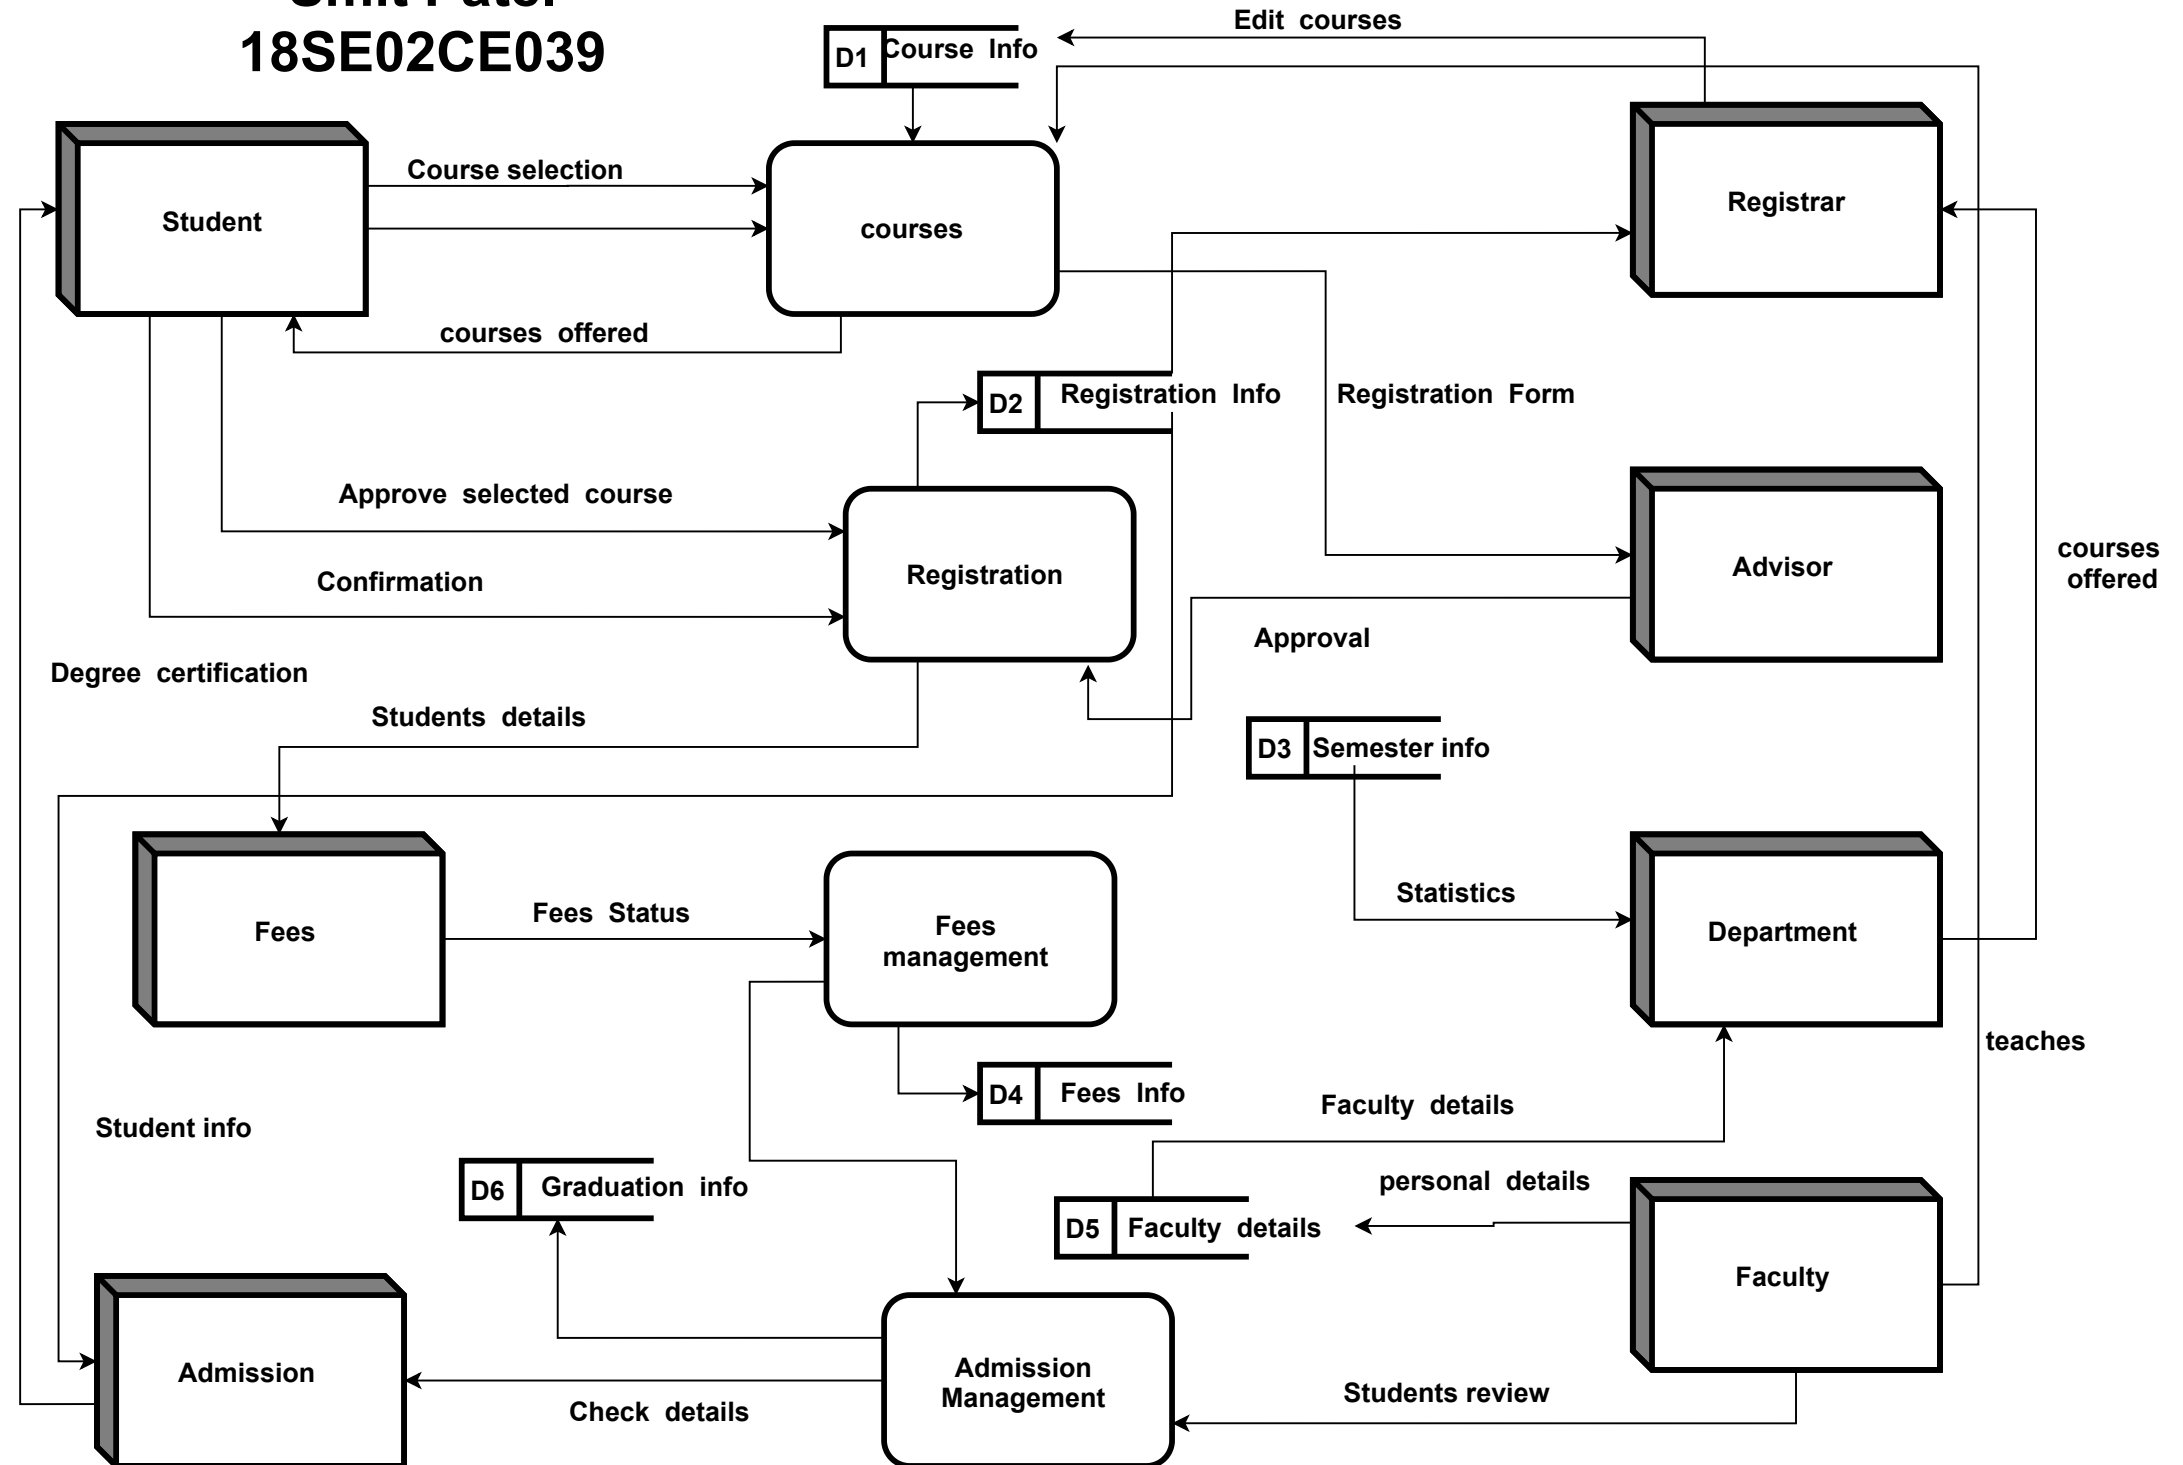 18SE02CE039
Edit courses
D1
Course Info
Course selection
Student
courses
Registrar
courses offered
D2
Registration Info
Registration Form
Approve selected course
Registration
Advisor
courses
offered
Confirmation
Approval
Degree certification
Students details
D3
Semester info
Statistics
Fees
Fees Status
Fees
management
Department
teaches
D4
Fees Info
Faculty details
Student info
D6
Graduation info
personal details
D5
Faculty details
Faculty
Admission
Admission
Management
Students review
Check details